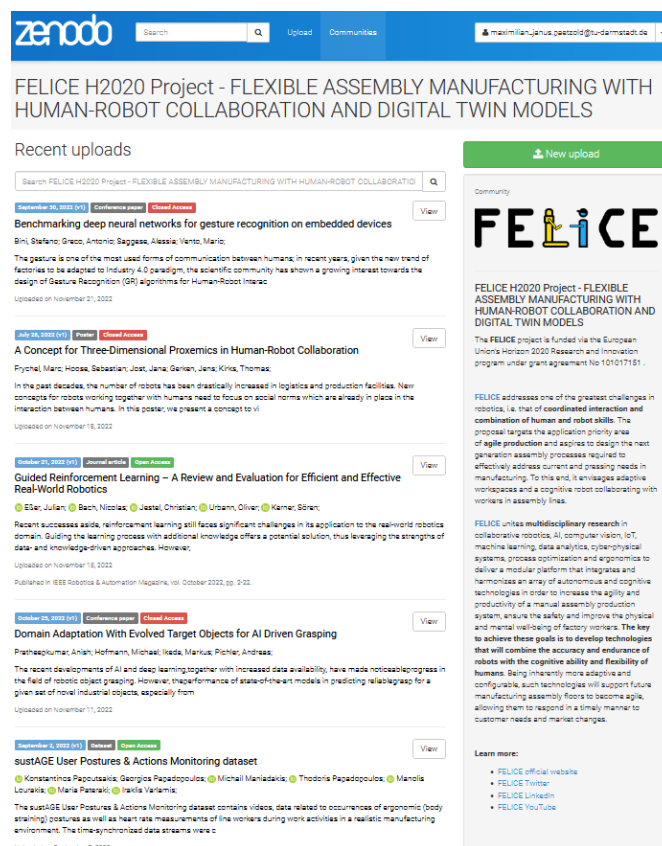 zenodo
Search
Upload
Communities
maximilian_janus.paetzold@tu-darmstadt.de
FELICE H2020 Project - FLEXIBLE ASSEMBLY MANUFACTURING WITH
HUMAN-ROBOT COLLABORATION AND DIGITAL TWIN MODELS
Recent uploads
Search FELICE H2020 Project - FLEXIBLE ASSEMBLY MANUFACTURING WITH HUMAN-ROBOT COLLABORATIO
September 30, 2022 (v1) Conference paper Closed Access
View
Benchmarking deep neural networks for gesture recognition on embedded devices
Bini, Stefano; Greco, Antonio; Saggese, Alessia; Vento, Mario;
The gesture is one of the most used forms of communication between humans; in recent years, given the new trend of
factories to be adapted to Industry 4.0 paradigm, the scientific community has shown a growing interest towards the
design of Gesture Recognition (GR) algorithms for Human-Robot Interac
Uploaded on November 21, 2022
July 26, 2022 (v1) Poster Closed Access
View
A Concept for Three-Dimensional Proxemics in Human-Robot Collaboration
Frychel, Marc; Hoose, Sebastian; Jost, Jana; Gerken, Jens; Kirks, Thomas;
In the past decades, the number of robots has been drastically increased in logistics and production facilities. New
concepts for robots working together with humans need to focus on social norms which are already in place in the
interaction between humans. In this poster, we present a concept to vi
Uploaded on November 18, 2022
October 21, 2022 (v1) Journal article Open Access
View
Guided Reinforcement Learning – A Review and Evaluation for Efficient and Effective
Real-World Robotics
Eßer, Julian; Bach, Nicolas; Jestel, Christian; Urbann, Oliver; Kerner, Sören;
Recent successes aside, reinforcement learning still faces significant challenges in its application to the real-world robotics
domain. Guiding the learning process with additional knowledge offers a potential solution, thus leveraging the strengths of
data- and knowledge-driven approaches. However,
Uploaded on November 16, 2022
Published in IEEE Robotics & Automation Magazine, vol. October 2022, pp. 2-22.
October 23, 2022 (v1) Conference paper Closed Access
View
Domain Adaptation With Evolved Target Objects for AI Driven Grasping
Pratheepkumar, Anish; Hofmann, Michael; Ikeda, Markus; Pichler, Andreas;
The recent developments of AI and deep learning,together with increased data availability, have made noticeableprogress in
the field of robotic object grasping. However, theperformance of state-of-the-art models in predicting reliablegrasp for a
given set of novel industrial objects, especially from
Uploaded on November 11, 2022
September 2, 2022 (v1) Dataset Open Access
View
sustAGE User Postures & Actions Monitoring dataset
Konstantinos Papoutsakis; Georgios Papadopoulos; Michail Maniadakis; Thodoris Papadopoulos; Manolis
Lourakis; Maria Pateraki; Iraklis Varlamis;
The sustAGE User Postures & Actions Monitoring dataset contains videos, data related to occurrences of ergonomic (body
straining) postures as well as heart rate measurements of line workers during work activities in a realistic manufacturing
environment. The time-synchronized data streams were c
New upload
Community
FELICE
FELICE H2020 Project - FLEXIBLE
ASSEMBLY MANUFACTURING WITH
HUMAN-ROBOT COLLABORATION AND
DIGITAL TWIN MODELS
The FELICE project is funded via the European
Union's Horizon 2020 Research and Innovation
program under grant agreement No 101017151 .
FELICE addresses one of the greatest challenges in
robotics, i.e. that of coordinated interaction and
combination of human and robot skills. The
proposal targets the application priority area
of agile production and aspires to design the next
generation assembly processes required to
effectively address current and pressing needs in
manufacturing. To this end, it envisages adaptive
workspaces and a cognitive robot collaborating with
workers in assembly lines.
FELICE unites multidisciplinary research in
collaborative robotics, AI, computer vision, IoT,
machine learning, data analytics, cyber-physical
systems, process optimization and ergonomics to
deliver a modular platform that integrates and
harmonizes an array of autonomous and cognitive
technologies in order to increase the agility and
productivity of a manual assembly production
system, ensure the safety and improve the physical
and mental well-being of factory workers. The key
to achieve these goals is to develop technologies
that will combine the accuracy and endurance of
robots with the cognitive ability and flexibility of
humans. Being inherently more adaptive and
configurable, such technologies will support future
manufacturing assembly floors to become agile,
allowing them to respond in a timely manner to
customer needs and market changes.
Learn more:
FELICE official website
FELICE Twitter
FELICE LinkedIn
FELICE YouTube